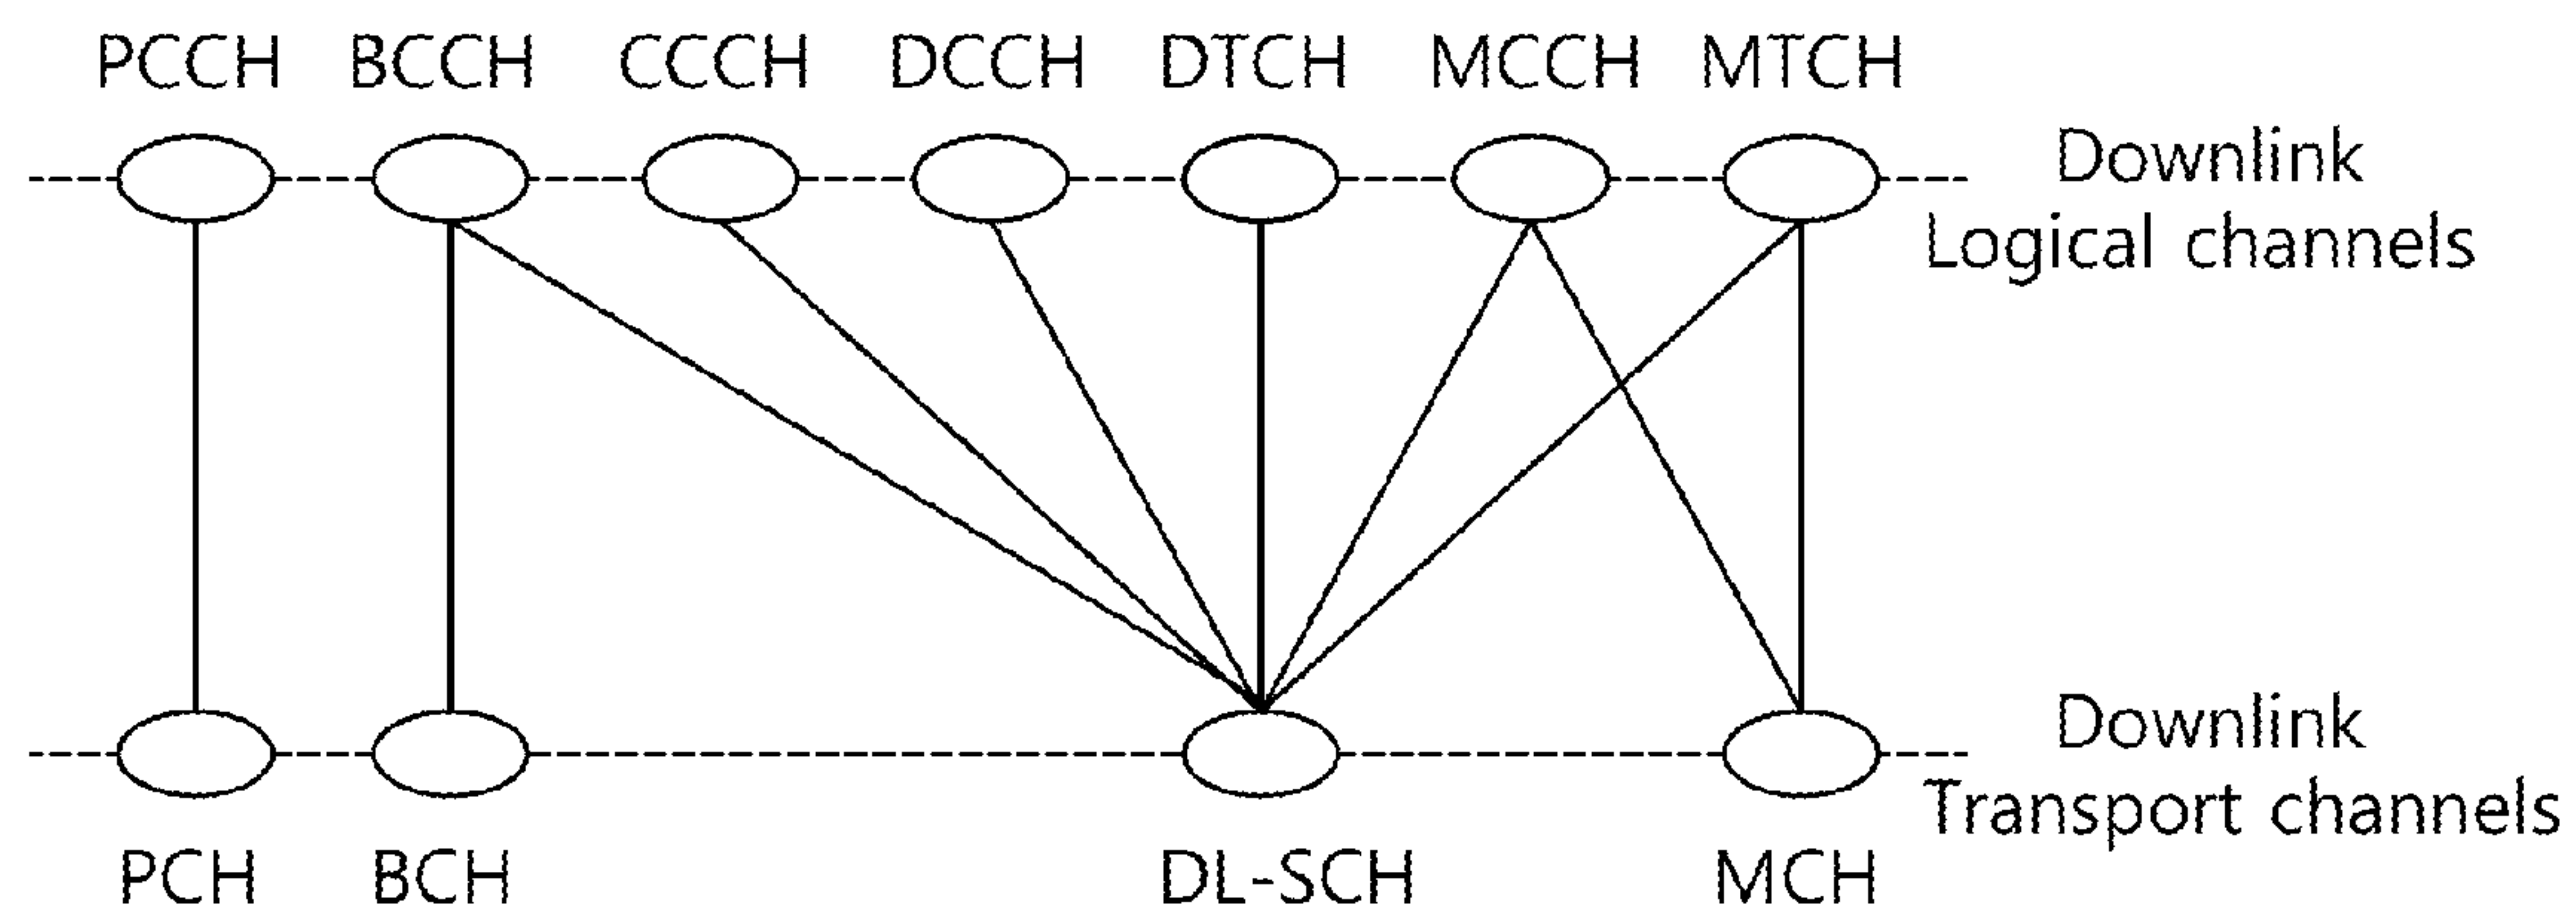 PCCH BCCH CCCH DCCH DTCH MCCH MTCH
Downlink
Logical channels
Downlink
Transport channels
PCH BCH DL-SCH MCH